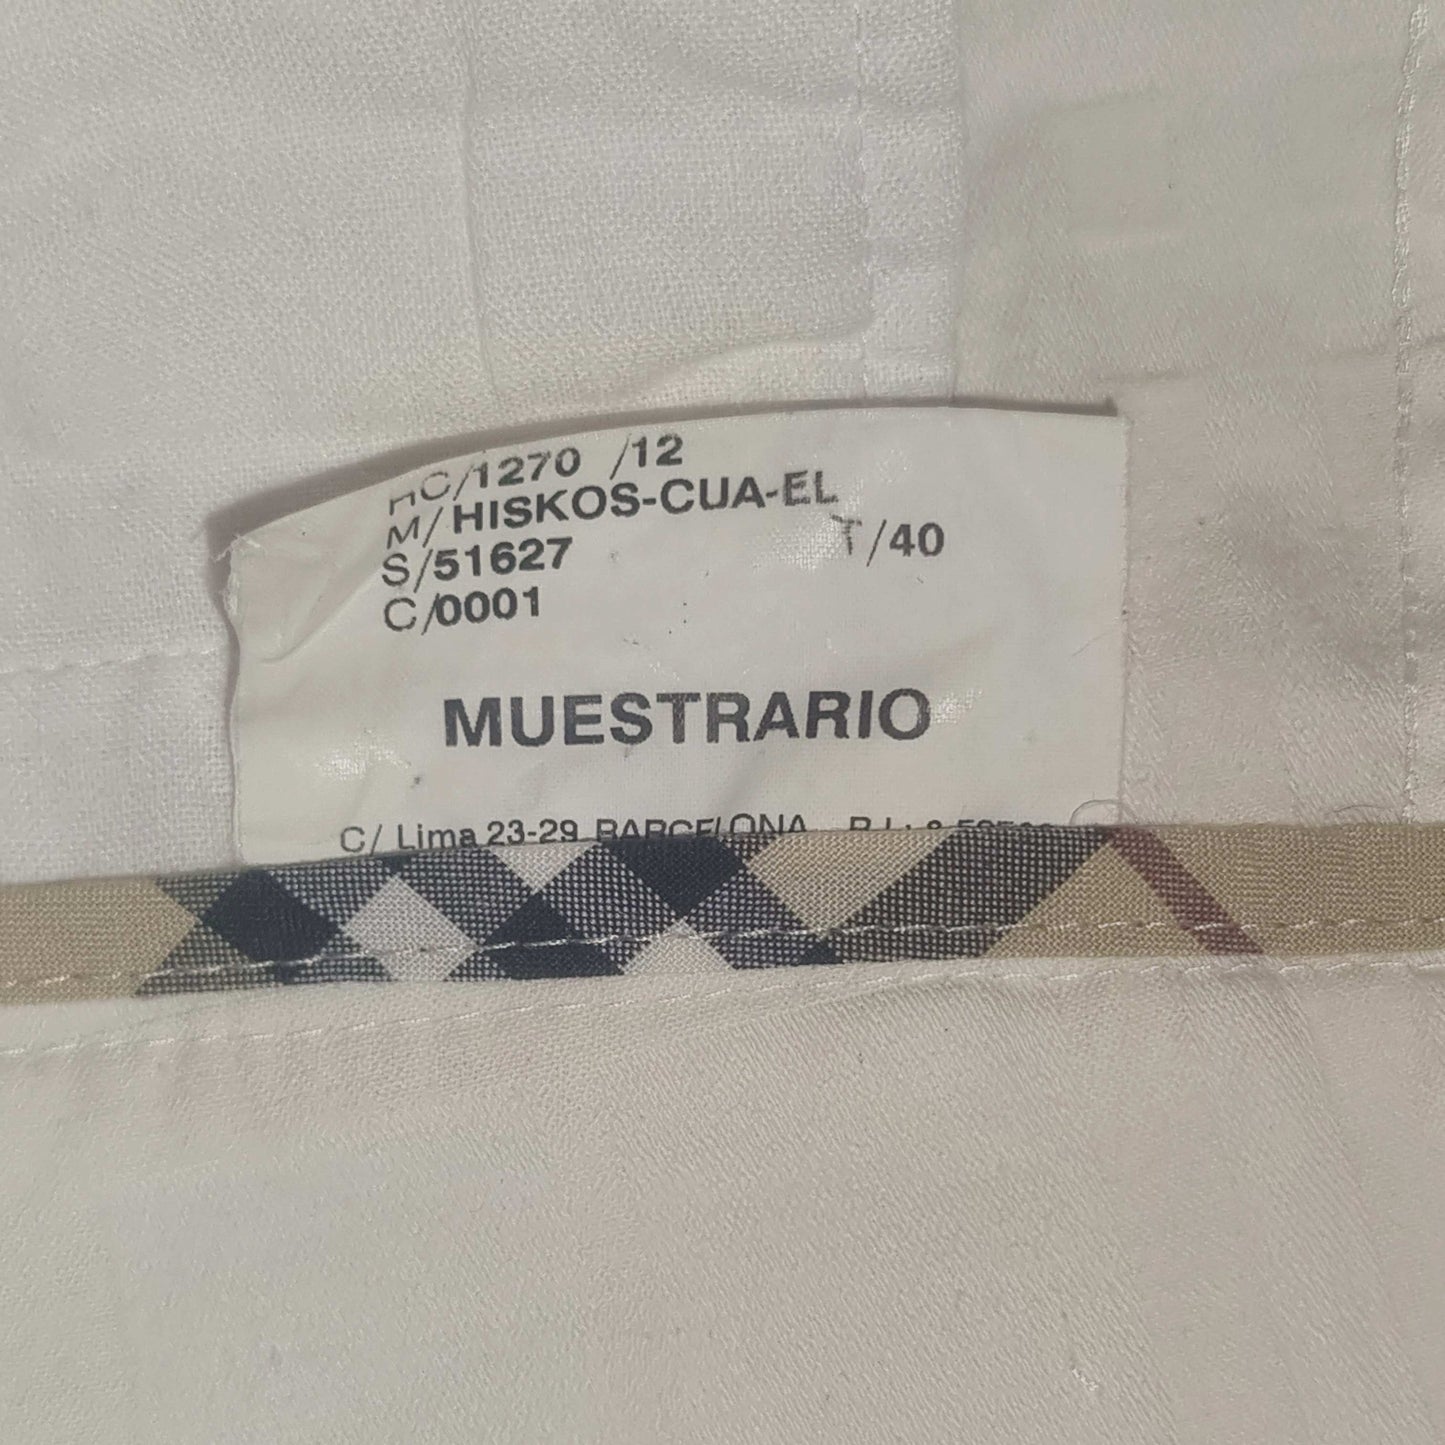 HC/1270 /12
M/HISKOS-CUA-EL
S/51627 T/40
C/0001
MUESTRARIO
C/ Lima 23-29 BARCELONA